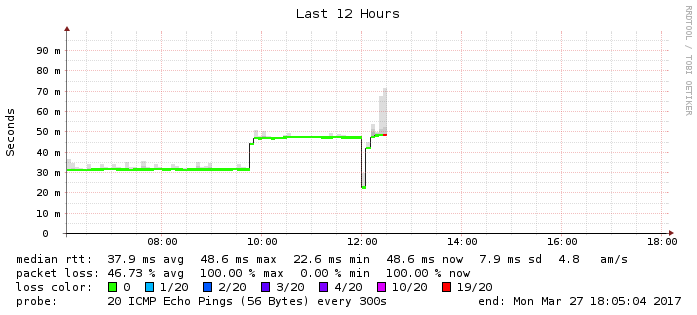 Last 12 Hours
RRDTOOL / TOBI OETIKER
Seconds
90 m
80 m
70 m
60 m
50 m
40 m
30 m
20 m
10 m
0
08:00 10:00 12:00 14:00 16:00 18:00
median rtt: 37.9 ms avg 48.6 ms max 22.6 ms min 48.6 ms now 7.9 ms sd 4.8 am/s
packet loss: 46.73 % avg 100.00 % max 0.00 % min 100.00 % now
loss color: 0 1/20 2/20 3/20 4/20 10/20 19/20
probe: 20 ICMP Echo Pings (56 Bytes) every 300s end: Mon Mar 27 18:05:04 2017